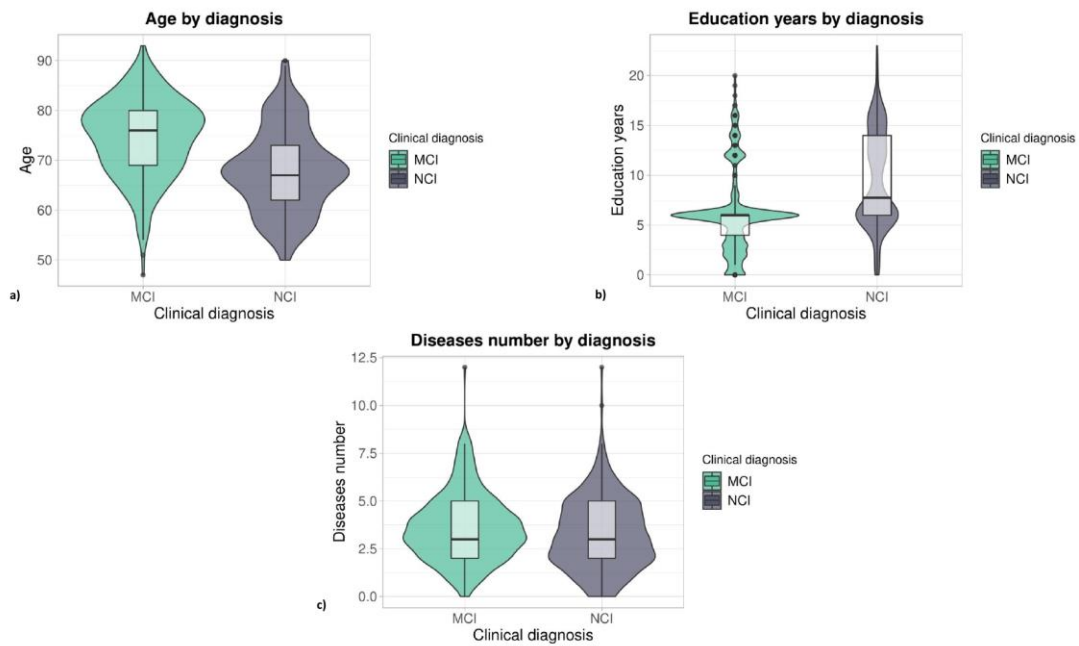 Age by diagnosis
90
80
70
60
50
Age
MCI
NCI
Clinical diagnosis
Clinical diagnosis
MCI
NCI
a)
Education years by diagnosis
20
15
10
5
0
Education years
MCI
NCI
Clinical diagnosis
Clinical diagnosis
MCI
NCI
b)
Diseases number by diagnosis
12.5
10.0
7.5
5.0
2.5
0.0
Diseases number
MCI
NCI
Clinical diagnosis
Clinical diagnosis
MCI
NCI
c)